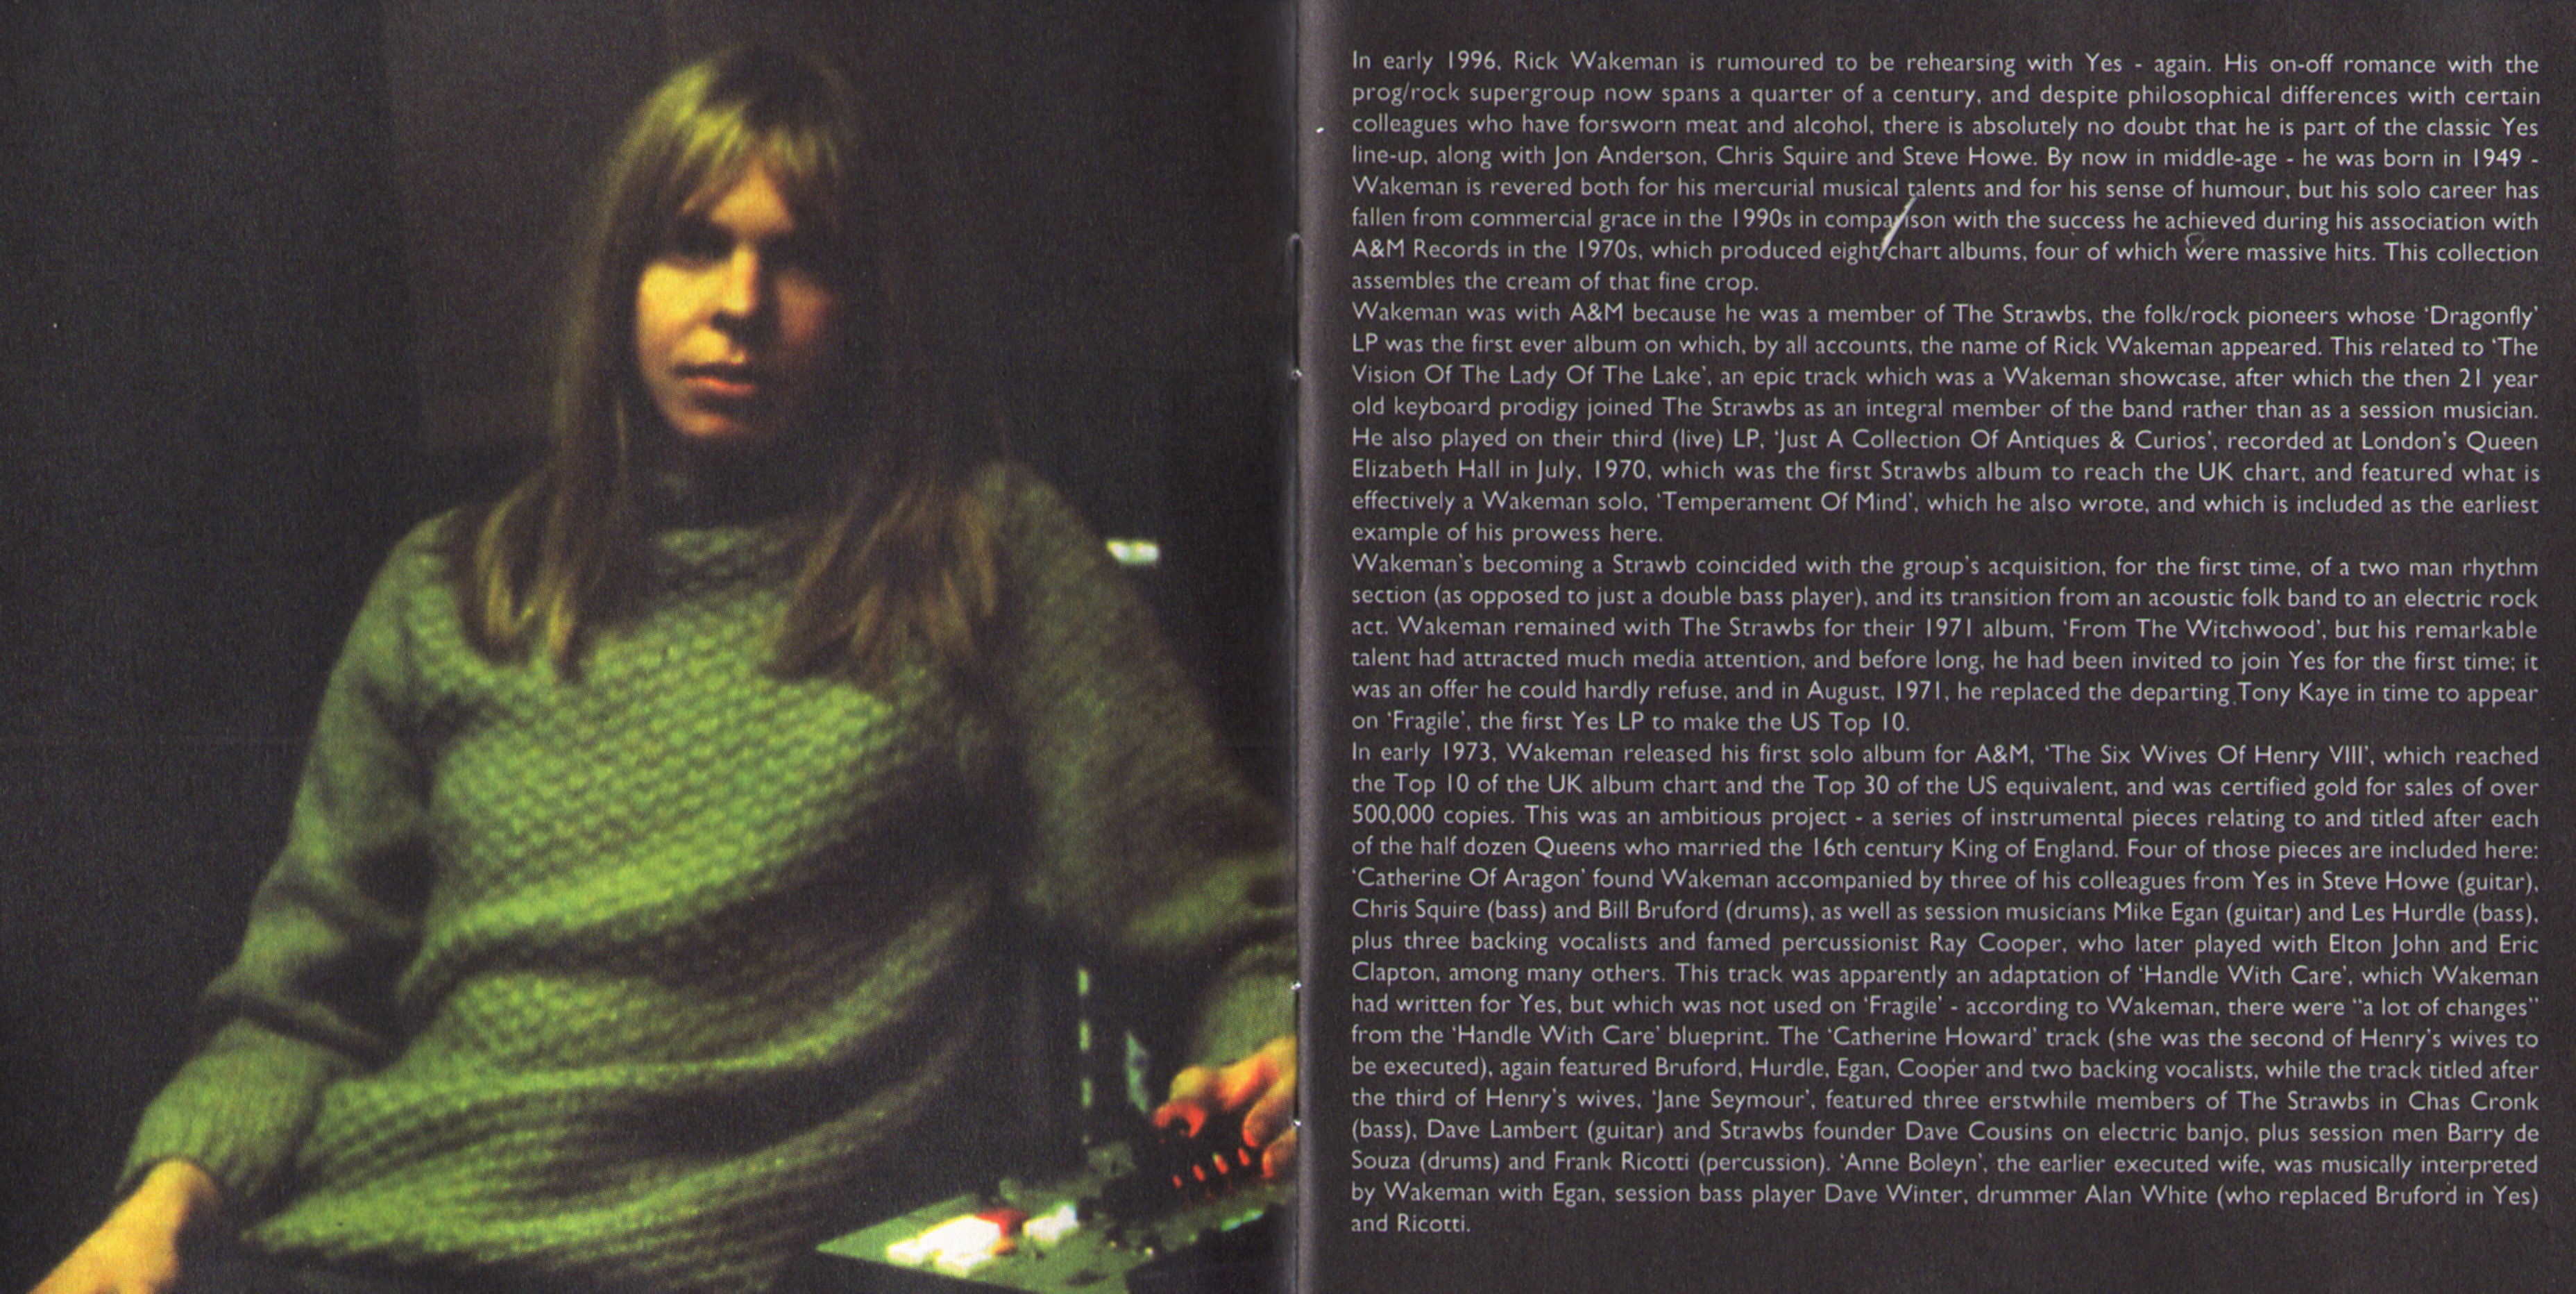 In early 1996, Rick Wakeman is rumoured to be rehearsing with Yes - again. His on-off romance with the
prog/rock supergroup now spans a quarter of a century, and despite philosophical differences with certain
colleagues who have forsworn meat and alcohol, there is absolutely no doubt that he is part of the classic Yes
line-up, along with Jon Anderson, Chris Squire and Steve Howe. By now in middle-age - he was born in 1949 -
Wakeman is revered both for his mercurial musical talents and for his sense of humour, but his solo career has
fallen from commercial grace in the 1990s in comparison with the success he achieved during his association with
A&M Records in the 1970s, which produced eight chart albums, four of which were massive hits. This collection
assembles the cream of that fine crop.
Wakeman was with A&M because he was a member of The Strawbs, the folk/rock pioneers whose ‘Dragonfly’
LP was the first ever album on which, by all accounts, the name of Rick Wakeman appeared. This related to ‘The
Vision Of The Lady Of The Lake’, an epic track which was a Wakeman showcase, after which the then 21 year
old keyboard prodigy joined The Strawbs as an integral member of the band rather than as a session musician.
He also played on their third (live) LP, ‘Just A Collection Of Antiques & Curios’, recorded at London’s Queen
Elizabeth Hall in July, 1970, which was the first Strawbs album to reach the UK chart, and featured what is
effectively a Wakeman solo, ‘Temperament Of Mind’, which he also wrote, and which is included as the earliest
example of his prowess here.
Wakeman’s becoming a Strawb coincided with the group’s acquisition, for the first time, of a two man rhythm
section (as opposed to just a double bass player), and its transition from an acoustic folk band to an electric rock
act. Wakeman remained with The Strawbs for their 1971 album, ‘From The Witchwood’, but his remarkable
talent had attracted much media attention, and before long, he had been invited to join Yes for the first time; it
was an offer he could hardly refuse, and in August, 1971, he replaced the departing Tony Kaye in time to appear
on ‘Fragile’, the first Yes LP to make the US Top 10.
In early 1973, Wakeman released his first solo album for A&M, ‘The Six Wives Of Henry VIII’, which reached
the Top 10 of the UK album chart and the Top 30 of the US equivalent, and was certified gold for sales of over
500,000 copies. This was an ambitious project - a series of instrumental pieces relating to and titled after each
of the half dozen Queens who married the 16th century King of England. Four of those pieces are included here:
‘Catherine Of Aragon’ found Wakeman accompanied by three of his colleagues from Yes in Steve Howe (guitar),
Chris Squire (bass) and Bill Bruford (drums), as well as session musicians Mike Egan (guitar) and Les Hurdle (bass),
plus three backing vocalists and famed percussionist Ray Cooper, who later played with Elton John and Eric
Clapton, among many others. This track was apparently an adaptation of ‘Handle With Care’, which Wakeman
had written for Yes, but which was not used on ‘Fragile’ - according to Wakeman, there were “a lot of changes”
from the ‘Handle With Care’ blueprint. The ‘Catherine Howard’ track (she was the second of Henry’s wives to
be executed), again featured Bruford, Hurdle, Egan, Cooper and two backing vocalists, while the track titled after
the third of Henry’s wives, ‘Jane Seymour’, featured three erstwhile members of The Strawbs in Chas Cronk
(bass), Dave Lambert (guitar) and Strawbs founder Dave Cousins on electric banjo, plus session men Barry de
Souza (drums) and Frank Ricotti (percussion). ‘Anne Boleyn’, the earlier executed wife, was musically interpreted
by Wakeman with Egan, session bass player Dave Winter, drummer Alan White (who replaced Bruford in Yes)
and Ricotti.